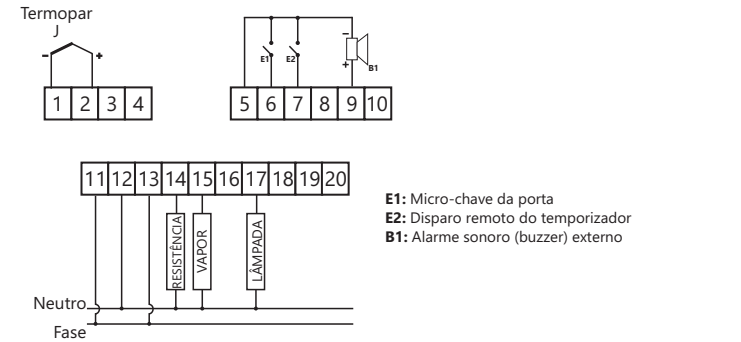 Termopar
J
- +
E1 E2
- +
B1
1 2 3 4
5 6 7 8 9 10
11 12 13 14 15 16 17 18 19 20
RESISTÊNCIA
VAPOR
LÂMPADA
E1: Micro-chave da porta
E2: Disparo remoto do temporizador
B1: Alarme sonoro (buzzer) externo
Neutro
Fase